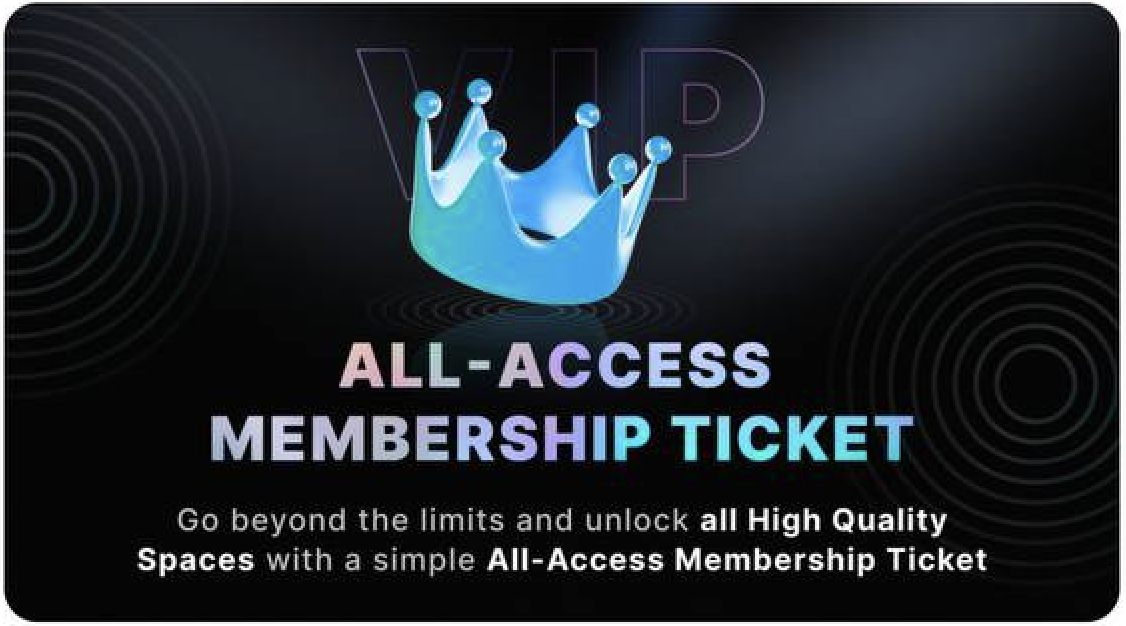 VIP
ALL-ACCESS
MEMBERSHIP TICKET
Go beyond the limits and unlock all High Quality
Spaces with a simple All-Access Membership Ticket